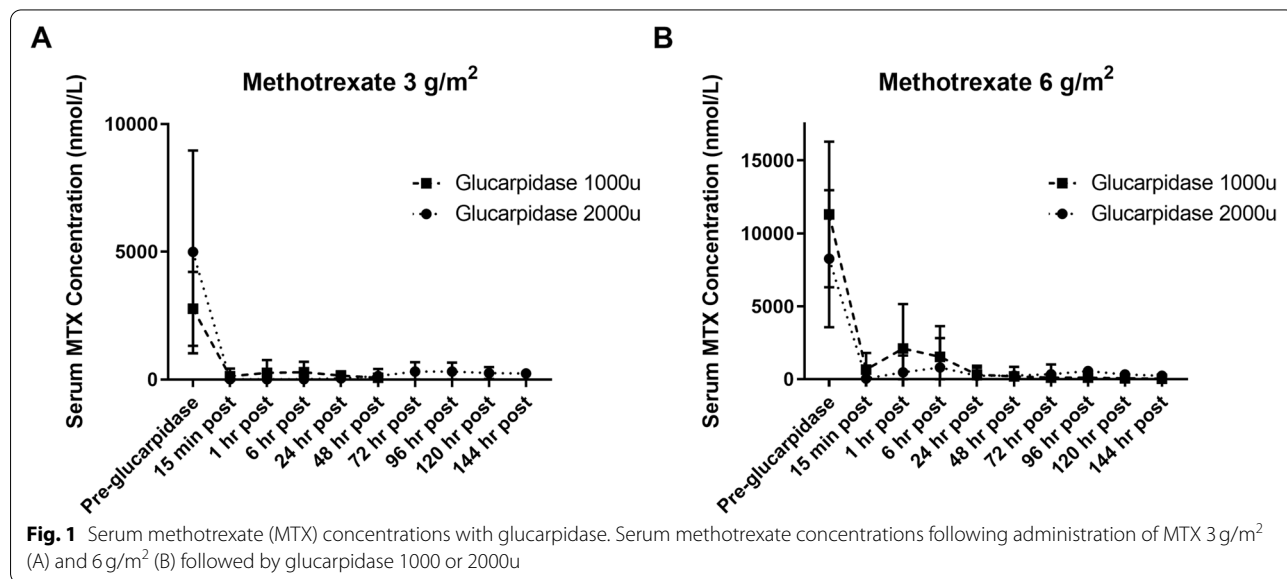 A
Methotrexate 3 g/m²
Serum MTX Concentration (nmol/L)
10000
5000
0
Glucarpidase 1000u
Glucarpidase 2000u
Pre-glucarpidase
15 min post
1 hr post
6 hr post
24 hr post
48 hr post
72 hr post
96 hr post
120 hr post
144 hr post
B
Methotrexate 6 g/m²
Serum MTX Concentration (nmol/L)
15000
10000
5000
0
Glucarpidase 1000u
Glucarpidase 2000u
Pre-glucarpidase
15 min post
1 hr post
6 hr post
24 hr post
48 hr post
72 hr post
96 hr post
120 hr post
144 hr post
Fig. 1 Serum methotrexate (MTX) concentrations with glucarpidase. Serum methotrexate concentrations following administration of MTX 3 g/m²
(A) and 6 g/m² (B) followed by glucarpidase 1000 or 2000u